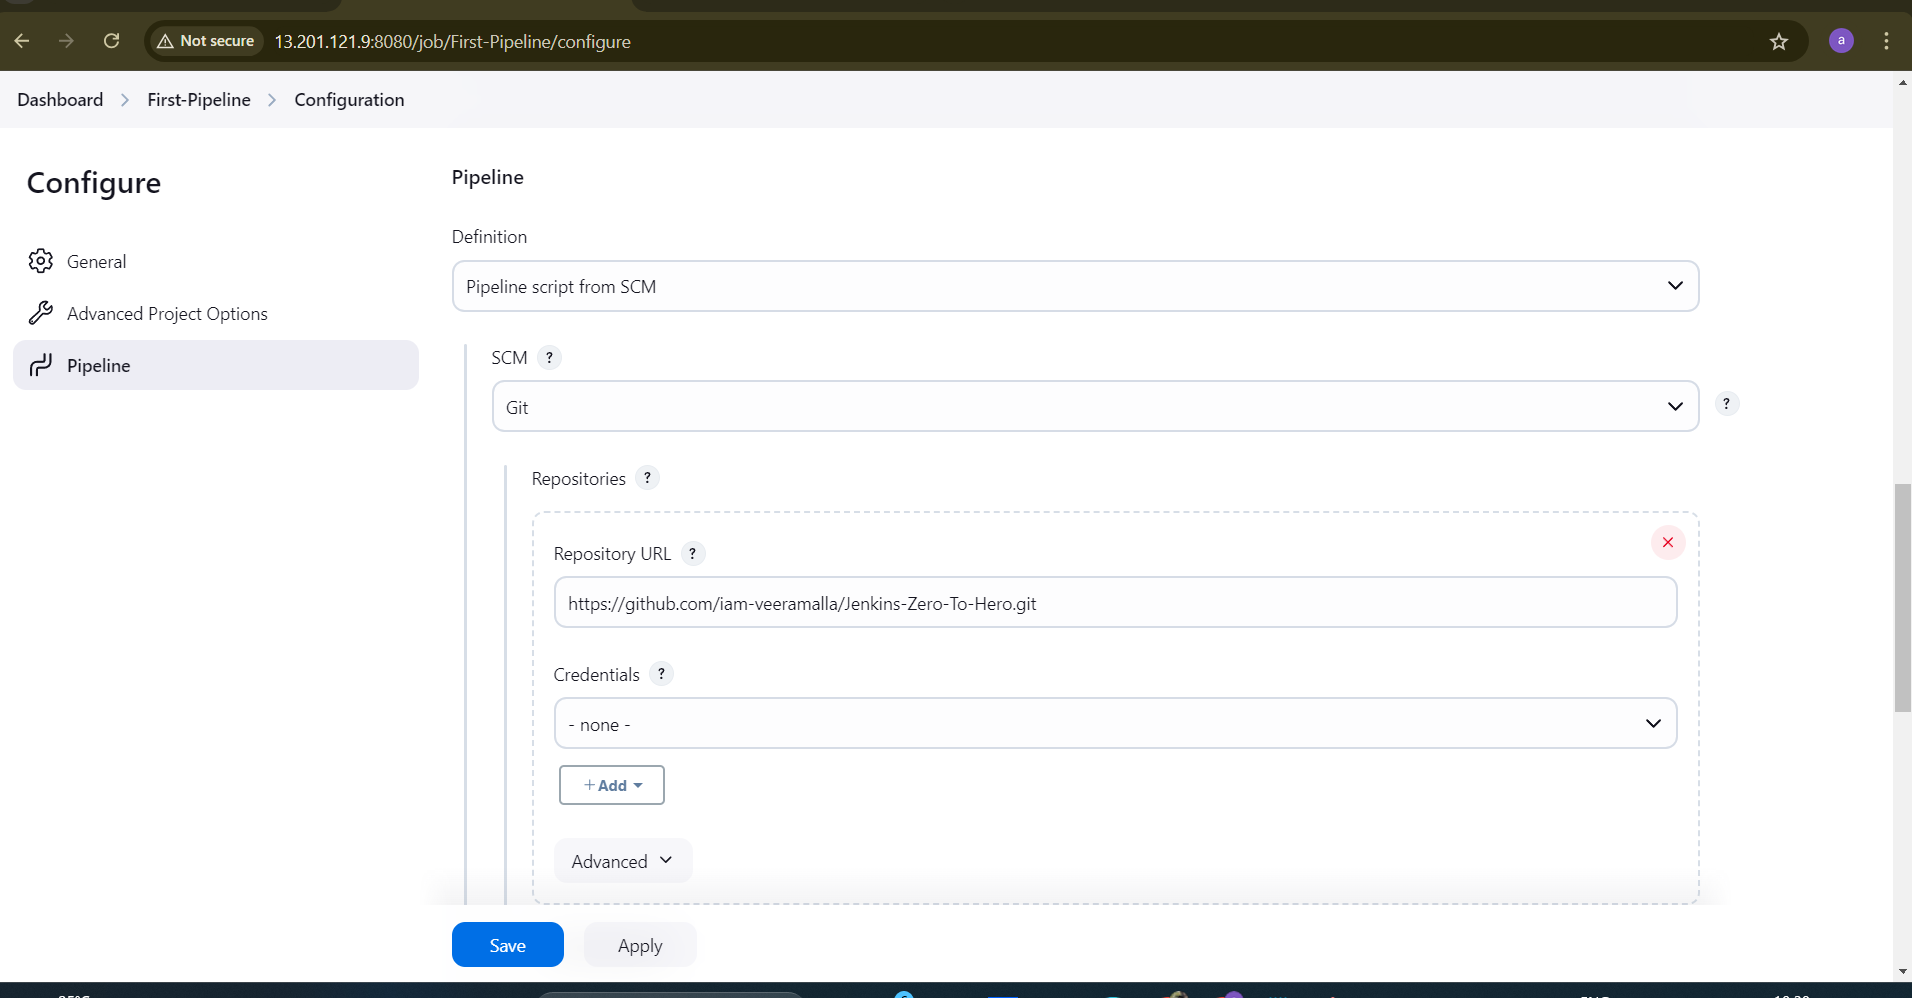 Not secure
13.201.121.9:8080/job/First-Pipeline/configure
a
Dashboard > First-Pipeline > Configuration
Configure
General
Advanced Project Options
Pipeline
Pipeline
Definition
Pipeline script from SCM
SCM ?
Git
?
Repositories ?
Repository URL ?
https://github.com/iam-veeramalla/Jenkins-Zero-To-Hero.git
Credentials ?
- none -
+ Add
Advanced
Save
Apply